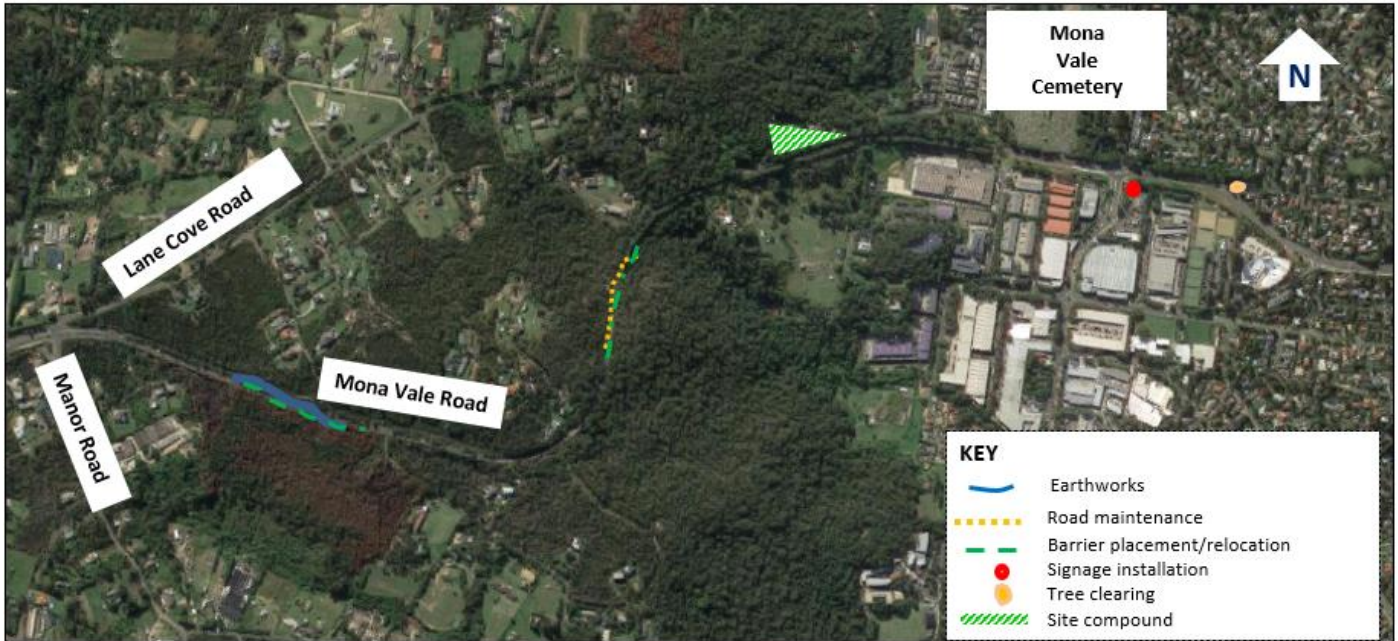 Mona
Vale
Cemetery
N
Lane Cove Road
Mona Vale Road
Manor Road
KEY
Earthworks
Road maintenance
Barrier placement/relocation
Signage installation
Tree clearing
Site compound